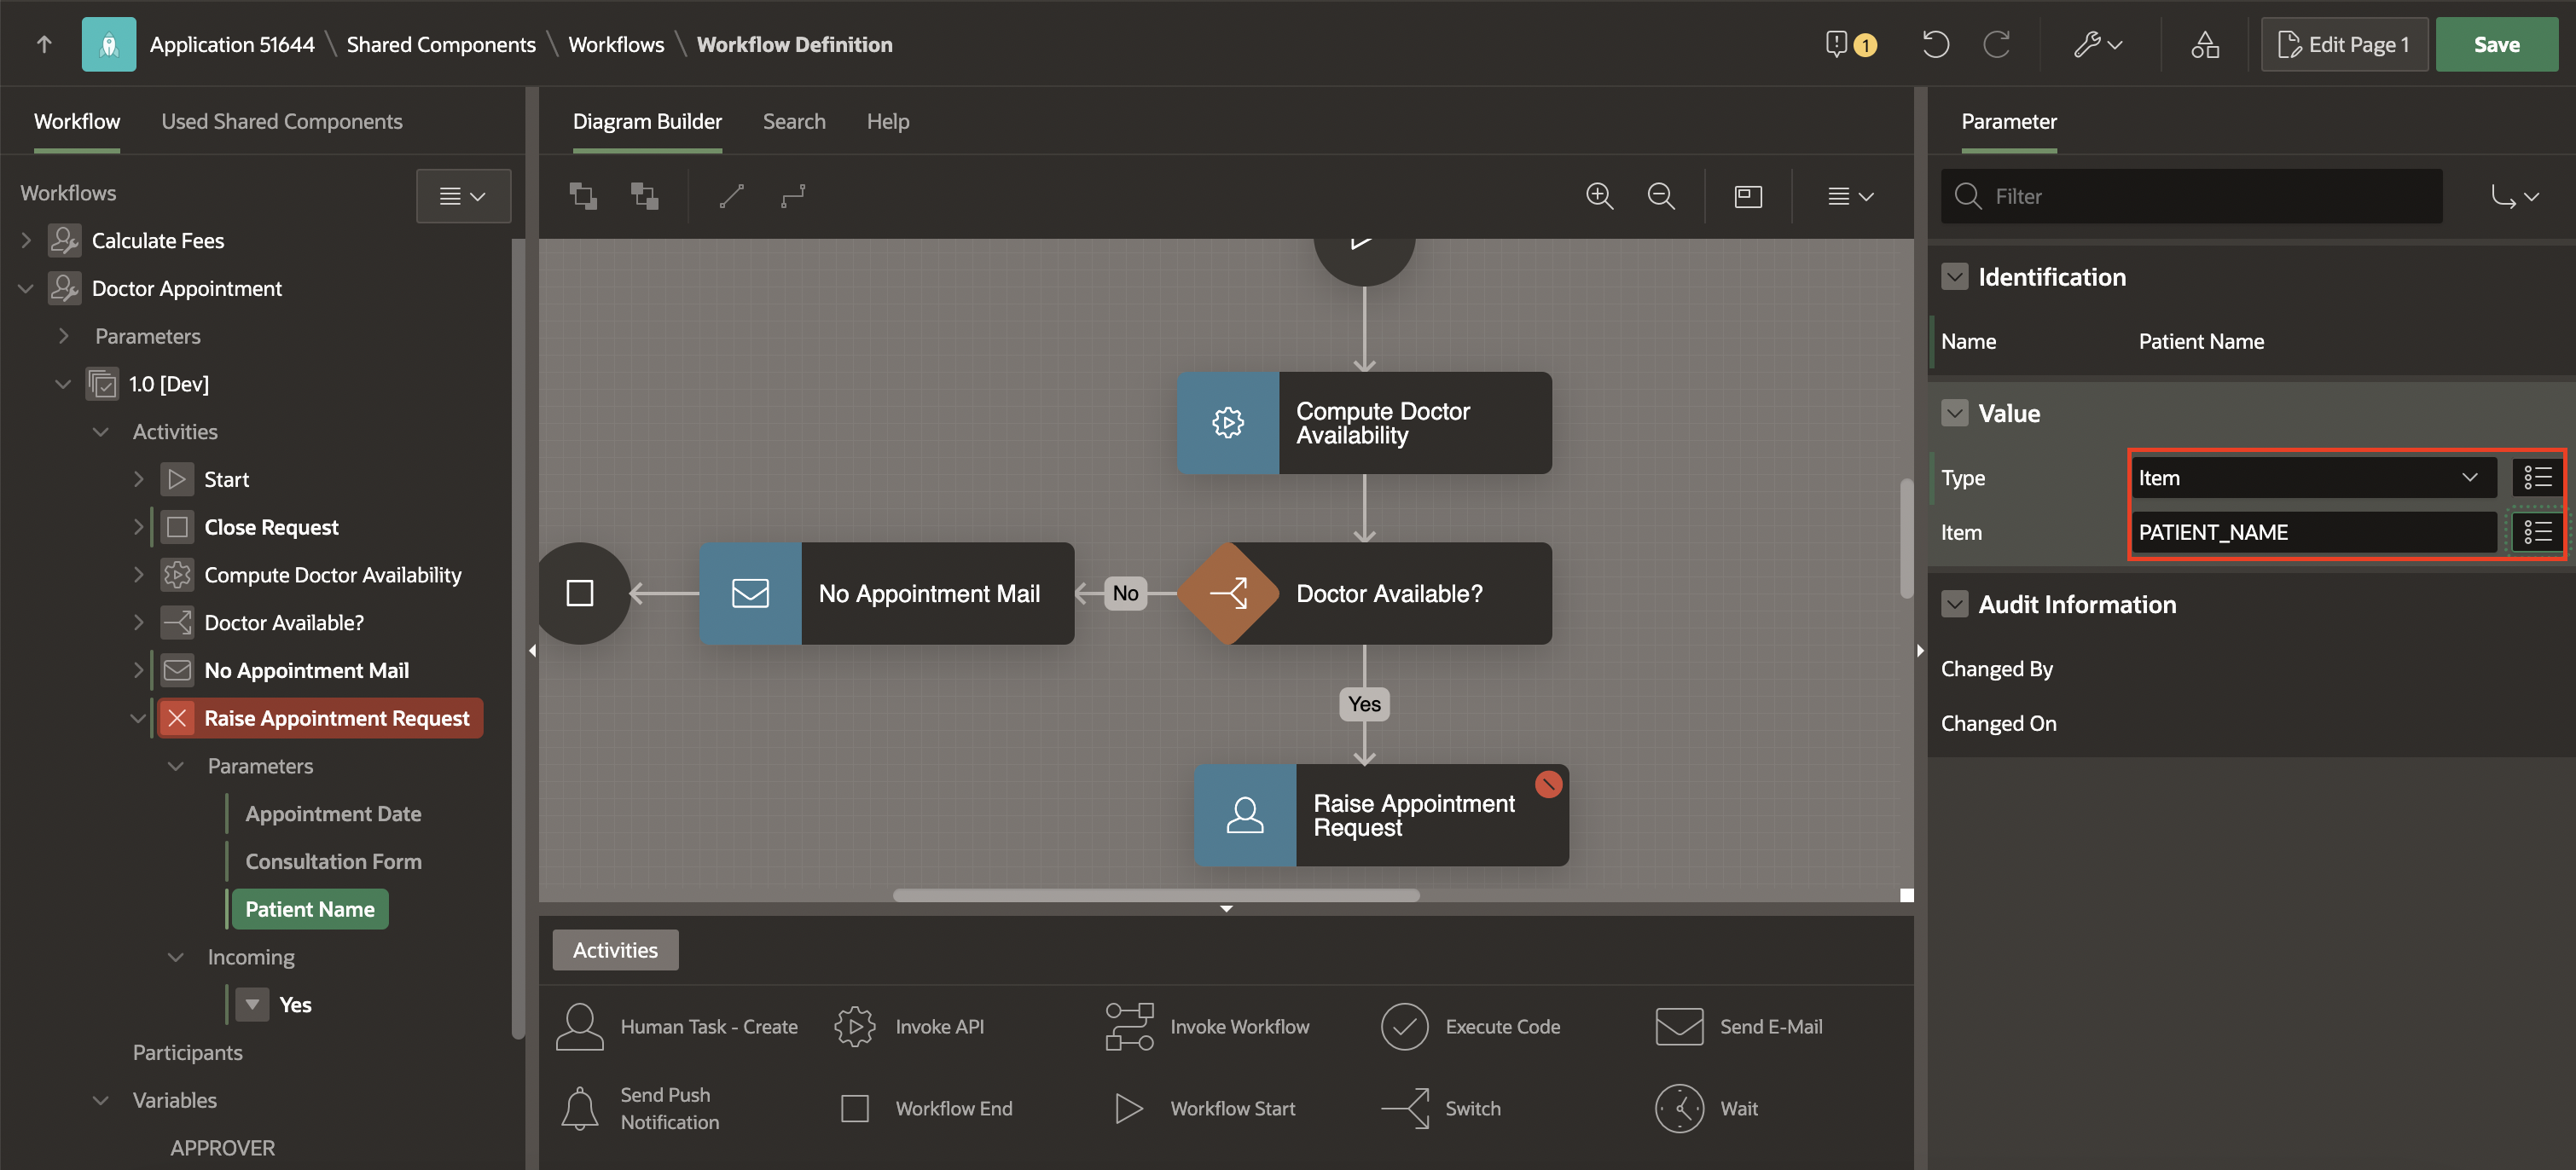 Application 51644 \ Shared Components \ Workflows \ Workflow Definition
1
Edit Page 1
Save
Workflow
Used Shared Components
Workflows
Calculate Fees
Doctor Appointment
Parameters
1.0 [Dev]
Activities
Start
Close Request
Compute Doctor Availability
Doctor Available?
No Appointment Mail
Raise Appointment Request
Parameters
Appointment Date
Consultation Form
Patient Name
Incoming
Yes
Participants
Variables
APPROVER
Diagram Builder
Search
Help
Compute Doctor
Availability
No Appointment Mail
No
Doctor Available?
Yes
Raise Appointment
Request
Activities
Human Task - Create
Invoke API
Invoke Workflow
Execute Code
Send E-Mail
Send Push
Notification
Workflow End
Workflow Start
Switch
Wait
Parameter
Filter
Identification
Name
Patient Name
Value
Type
Item
Item
PATIENT_NAME
Audit Information
Changed By
Changed On